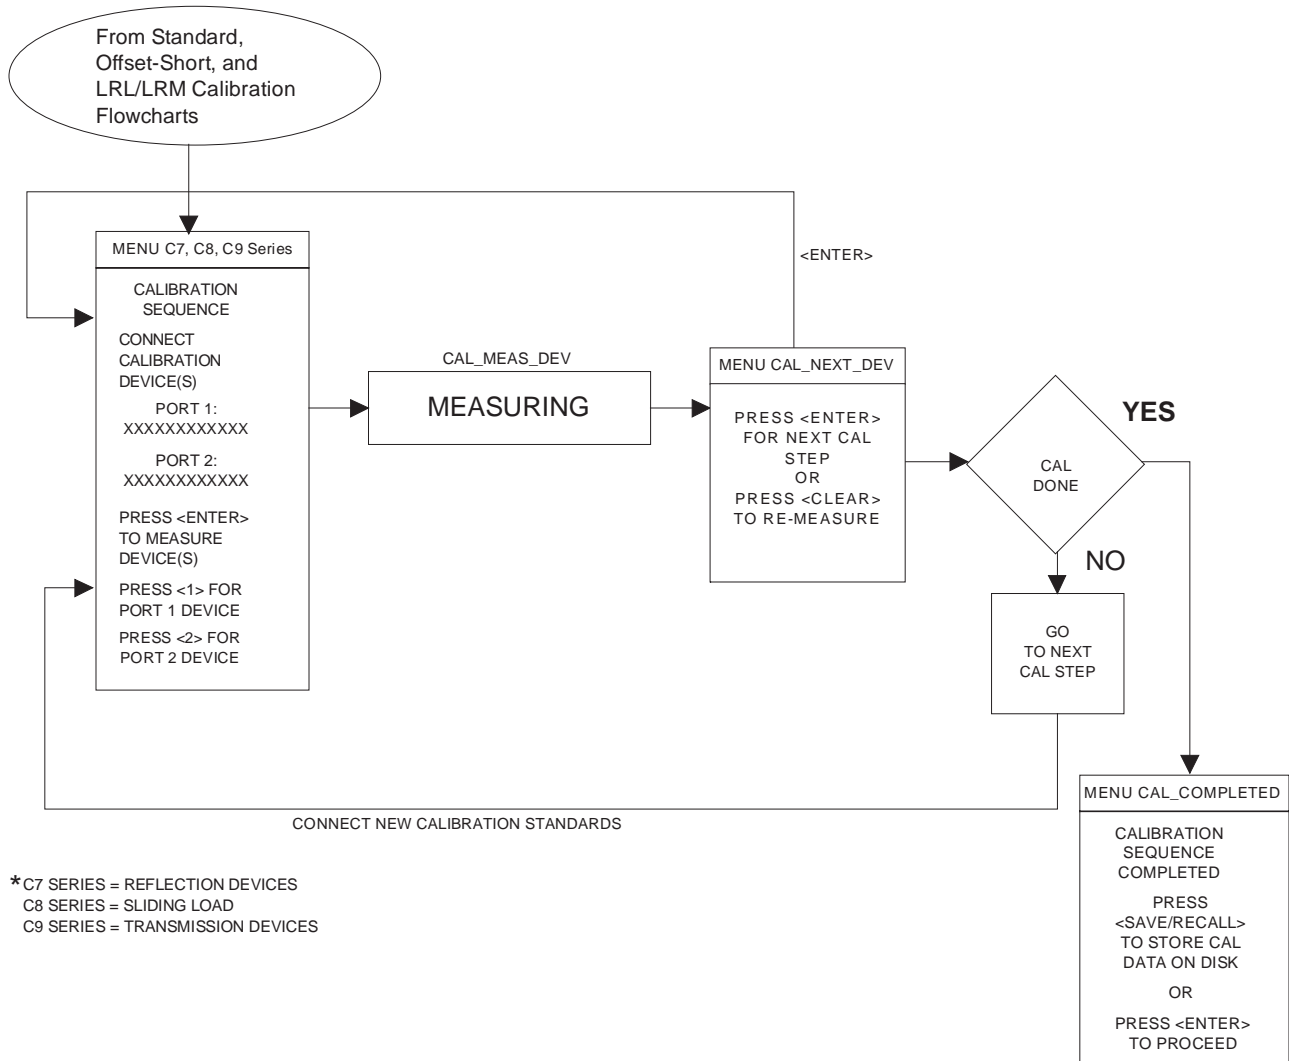 From Standard,
Offset-Short, and
LRL/LRM Calibration
Flowcharts
MENU C7, C8, C9 Series
CALIBRATION
SEQUENCE
CONNECT
CALIBRATION
DEVICE(S)
PORT 1:
XXXXXXXXXXXX
PORT 2:
XXXXXXXXXXXX
PRESS <ENTER>
TO MEASURE
DEVICE(S)
PRESS <1> FOR
PORT 1 DEVICE
PRESS <2> FOR
PORT 2 DEVICE
CAL_MEAS_DEV
MEASURING
<ENTER>
MENU CAL_NEXT_DEV
PRESS <ENTER>
FOR NEXT CAL
STEP
OR
PRESS <CLEAR>
TO RE-MEASURE
CAL
DONE
YES
NO
GO
TO NEXT
CAL STEP
CONNECT NEW CALIBRATION STANDARDS
MENU CAL_COMPLETED
CALIBRATION
SEQUENCE
COMPLETED
PRESS
<SAVE/RECALL>
TO STORE CAL
DATA ON DISK
OR
PRESS <ENTER>
TO PROCEED
*C7 SERIES = REFLECTION DEVICES
C8 SERIES = SLIDING LOAD
C9 SERIES = TRANSMISSION DEVICES